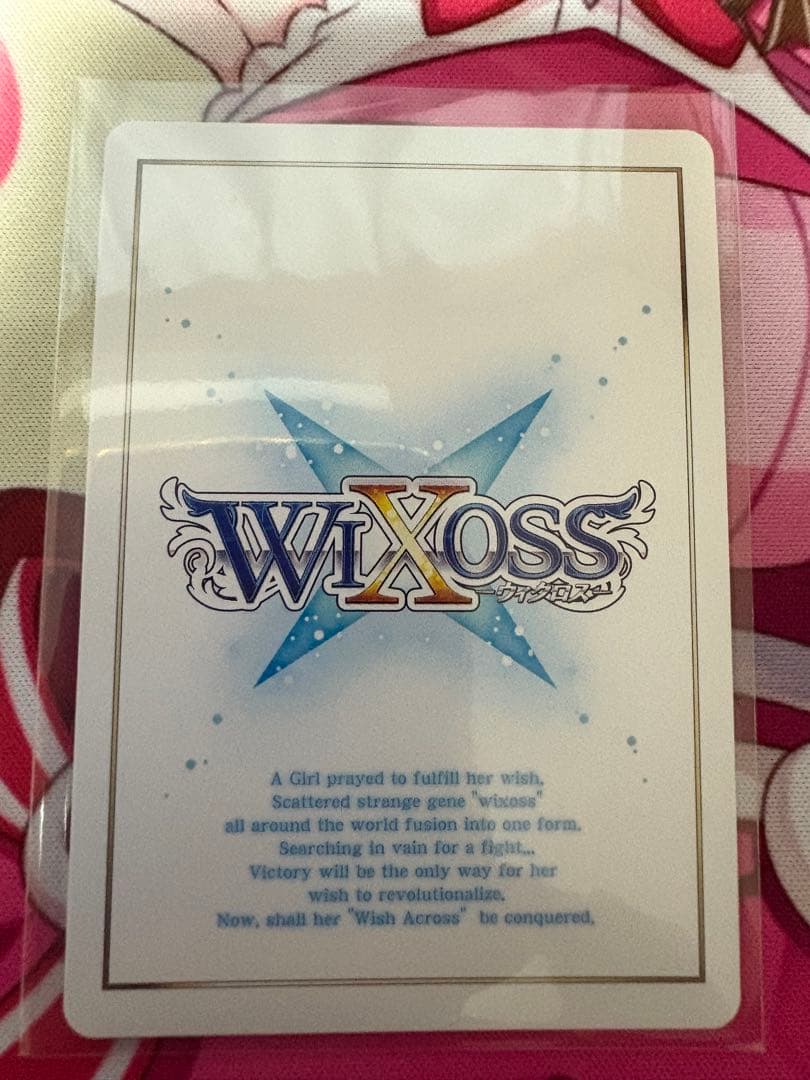 WIXOSS
-ウィクロス-
A Girl prayed to fulfill her wish.
Scattered strange gene "wixoss"
all around the world fusion into one form.
Searching in vain for a fight...
Victory will be the only way for her
wish to revolutionalize.
Now, shall her "Wish Across" be conquered.